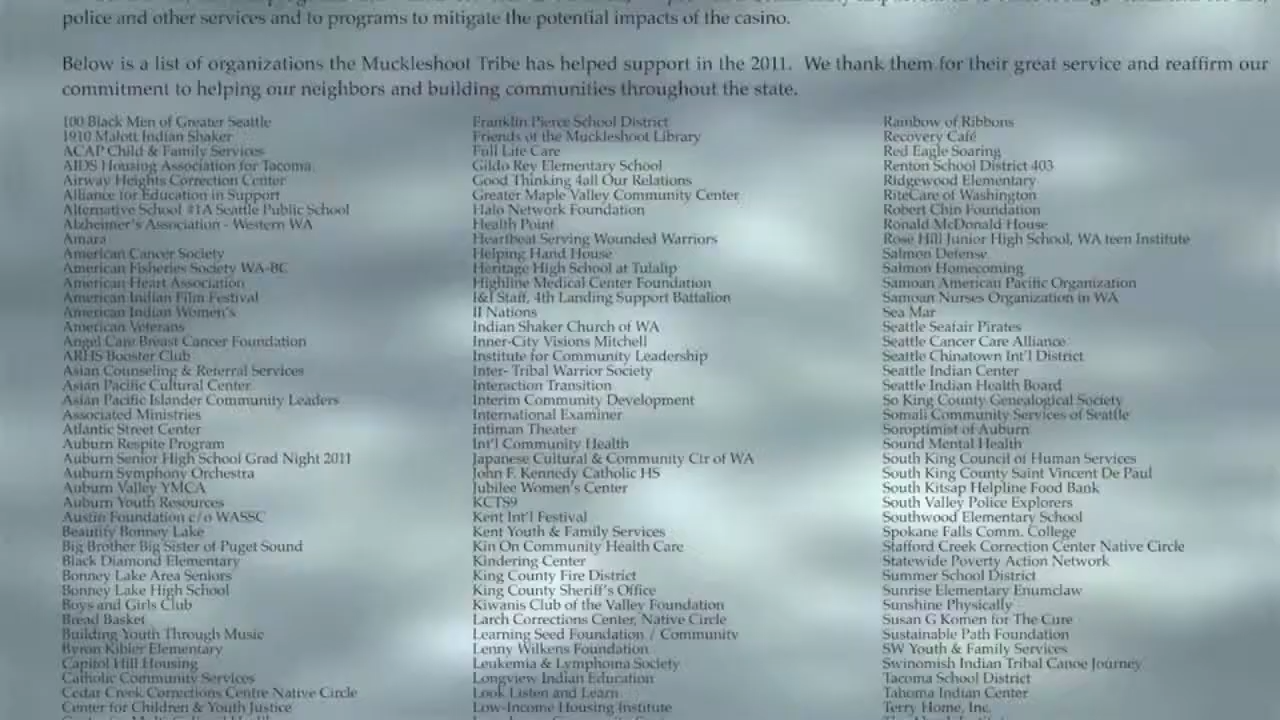 police and other services and to programs to mitigate the potential impacts of the casino.
Below is a list of organizations the Muckleshoot Tribe has helped support in the 2011. We thank them for their great service and reaffirm our
commitment to helping our neighbors and building communities throughout the state.
100 Black Men of Greater Seattle
1910 Malott Indian Shaker
ACAP Child & Family Services
AIDS Housing Association for Tacoma
Airway Heights Correction Center
Alliance for Education in Support
Alternative School #1A Seattle Public School
Alzheimer's Association - Western WA
Amara
American Cancer Society
American Fisheries Society WA-BC
American Heart Association
American Indian Film Festival
American Indian Women's
American Veterans
Angel Care Breast Cancer Foundation
ARHS Booster Club
Asian Counseling & Referral Services
Asian Pacific Cultural Center
Asian Pacific Islander Community Leaders
Associated Ministries
Atlantic Street Center
Auburn Respite Program
Auburn Senior High School Grad Night 2011
Auburn Symphony Orchestra
Auburn Valley YMCA
Auburn Youth Resources
Austin Foundation c/o WASSC
Beautify Bonney Lake
Big Brother Big Sister of Puget Sound
Black Diamond Elementary
Bonney Lake Area Seniors
Bonney Lake High School
Boys and Girls Club
Bread Basket
Building Youth Through Music
Byron Kibler Elementary
Capitol Hill Housing
Catholic Community Services
Cedar Creek Corrections Centre Native Circle
Center for Children & Youth Justice
Franklin Pierce School District
Friends of the Muckleshoot Library
Full Life Care
Gildo Rey Elementary School
Good Thinking 4all Our Relations
Greater Maple Valley Community Center
Halo Network Foundation
Health Point
Heartbeat Serving Wounded Warriors
Helping Hand House
Heritage High School at Tulalip
Highline Medical Center Foundation
I&I Staff, 4th Landing Support Battalion
II Nations
Indian Shaker Church of WA
Inner-City Visions Mitchell
Institute for Community Leadership
Inter- Tribal Warrior Society
Interaction Transition
Interim Community Development
International Examiner
Intiman Theater
Int'l Community Health
Japanese Cultural & Community Ctr of WA
John F. Kennedy Catholic HS
Jubilee Women's Center
KCTS9
Kent Int'l Festival
Kent Youth & Family Services
Kin On Community Health Care
Kindering Center
King County Fire District
King County Sheriff's Office
Kiwanis Club of the Valley Foundation
Larch Corrections Center, Native Circle
Learning Seed Foundation / Community
Lenny Wilkens Foundation
Leukemia & Lymphoma Society
Longview Indian Education
Look Listen and Learn
Low-Income Housing Institute
Rainbow of Ribbons
Recovery Café
Red Eagle Soaring
Renton School District 403
Ridgewood Elementary
RiteCare of Washington
Robert Chin Foundation
Ronald McDonald House
Rose Hill Junior High School, WA teen Institute
Salmon Defense
Salmon Homecoming
Samoan American Pacific Organization
Samoan Nurses Organization in WA
Sea Mar
Seattle Seafair Pirates
Seattle Cancer Care Alliance
Seattle Chinatown Int'l District
Seattle Indian Center
Seattle Indian Health Board
So King County Genealogical Society
Somali Community Services of Seattle
Soroptimist of Auburn
Sound Mental Health
South King Council of Human Services
South King County Saint Vincent De Paul
South Kitsap Helpline Food Bank
South Valley Police Explorers
Southwood Elementary School
Spokane Falls Comm. College
Stafford Creek Correction Center Native Circle
Statewide Poverty Action Network
Summer School District
Sunrise Elementary Enumclaw
Sunshine Physically
Susan G Komen for The Cure
Sustainable Path Foundation
SW Youth & Family Services
Swinomish Indian Tribal Canoe Journey
Tacoma School District
Tahoma Indian Center
Terry Home, Inc.